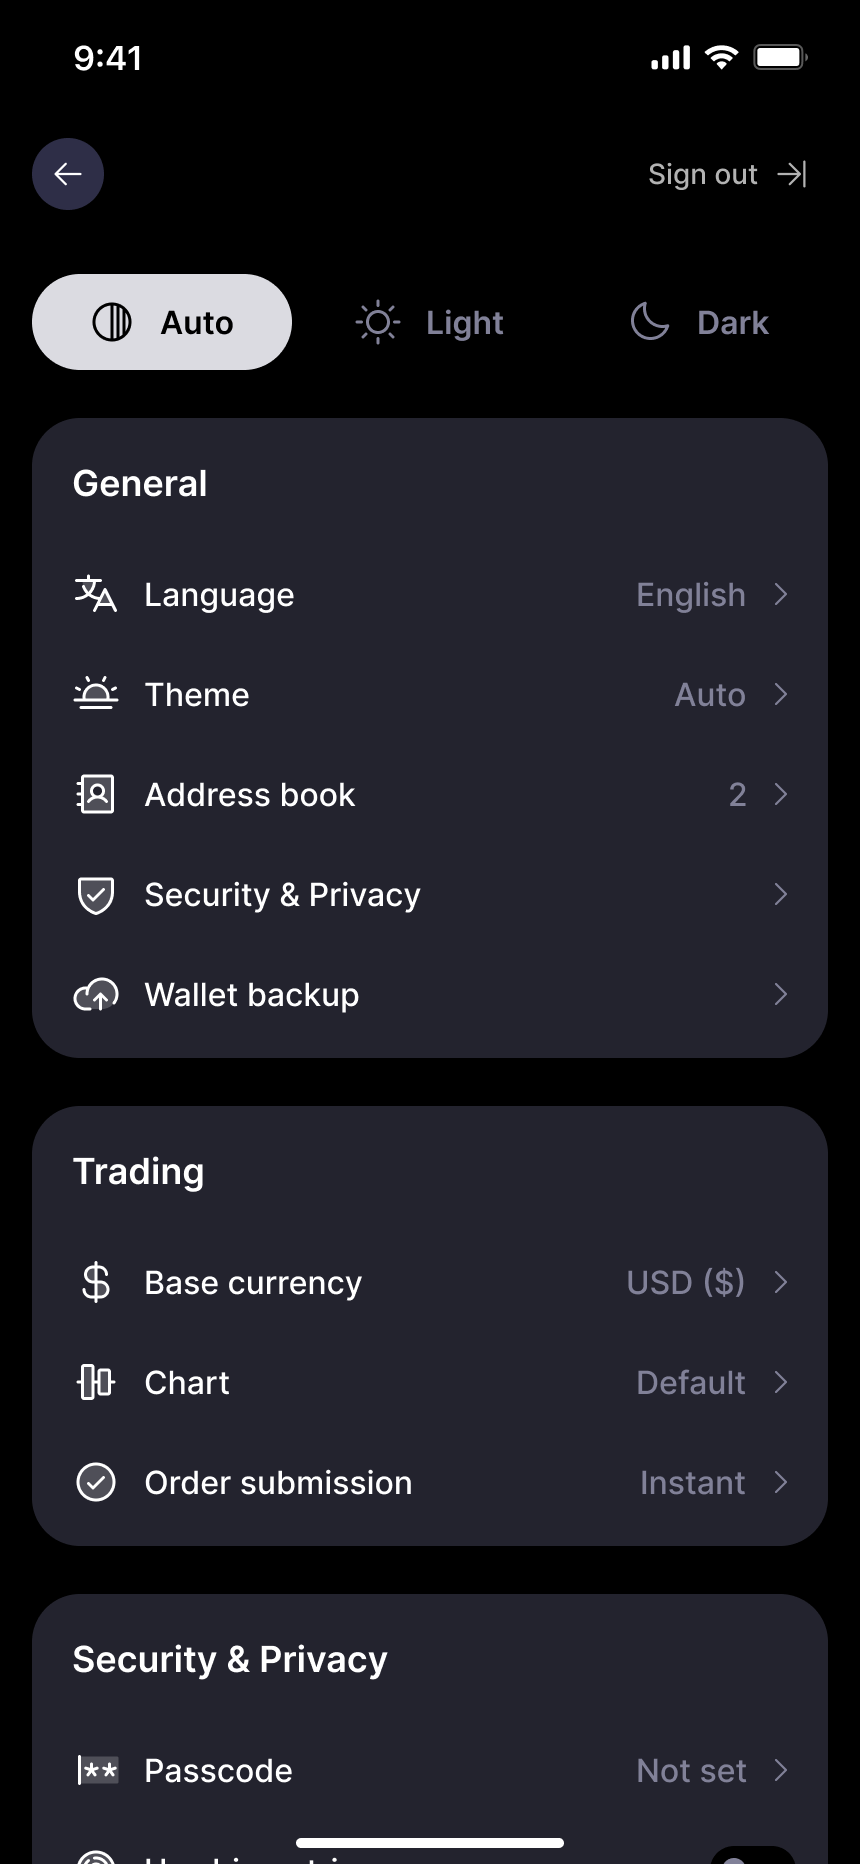 9:41
Sign out
Auto
Light
Dark
General
Language
English
Theme
Auto
Address book
2
Security & Privacy
Wallet backup
Trading
Base currency
USD ($)
Chart
Default
Order submission
Instant
Security & Privacy
Passcode
Not set